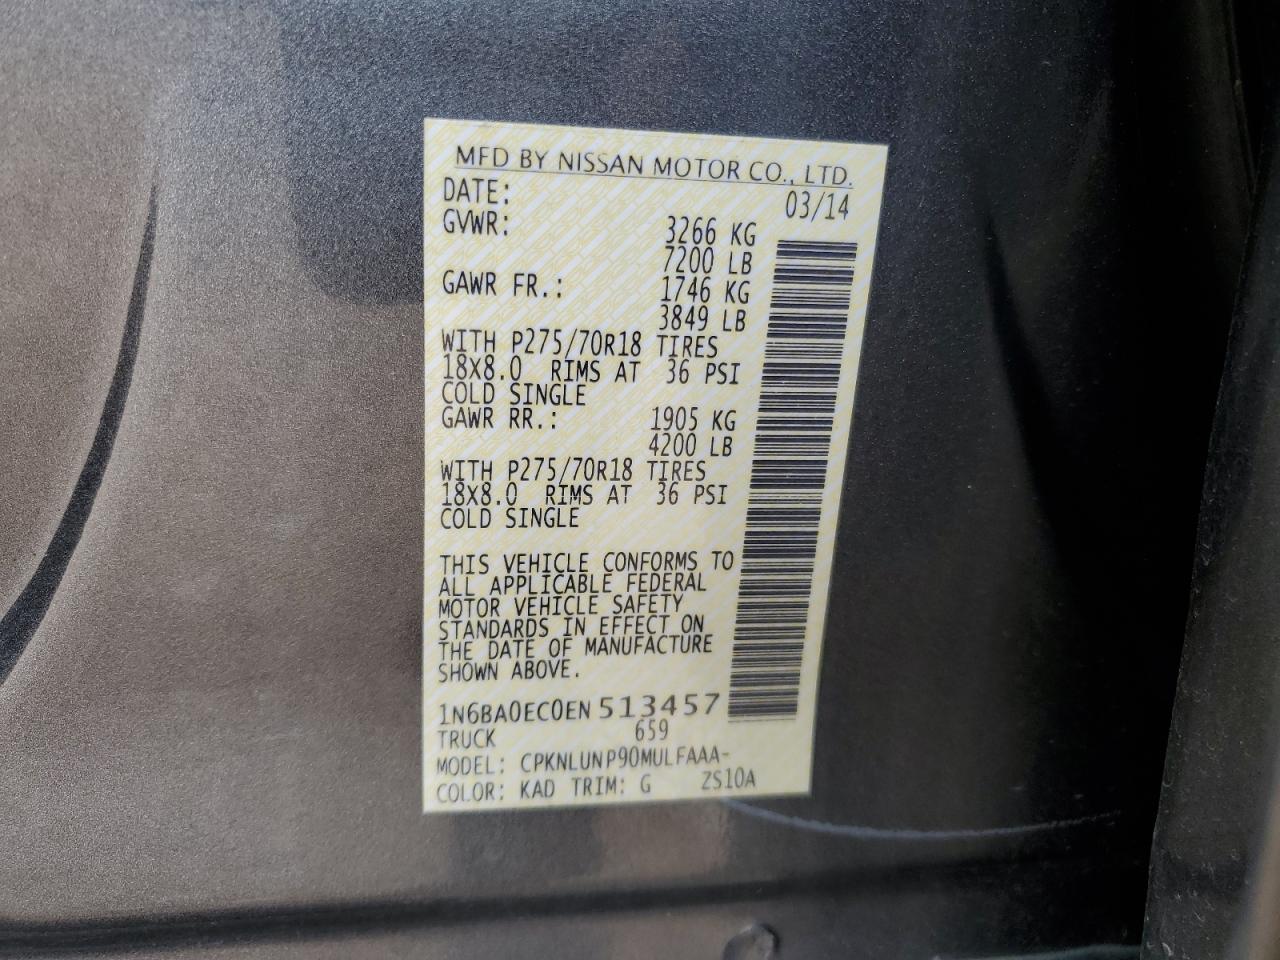 MFD BY NISSAN MOTOR CO., LTD.
DATE: 03/14
GVWR: 3266 KG
7200 LB
GAWR FR.: 1746 KG
3849 LB
WITH P275/70R18 TIRES
18X8.0 RIMS AT 36 PSI
COLD SINGLE
GAWR RR.: 1905 KG
4200 LB
WITH P275/70R18 TIRES
18X8.0 RIMS AT 36 PSI
COLD SINGLE
THIS VEHICLE CONFORMS TO
ALL APPLICABLE FEDERAL
MOTOR VEHICLE SAFETY
STANDARDS IN EFFECT ON
THE DATE OF MANUFACTURE
SHOWN ABOVE.
1N6BA0EC0EN 513457
TRUCK 659
MODEL: CPKNLUNP90MULFAAA-
COLOR: KAD TRIM: G ZS10A